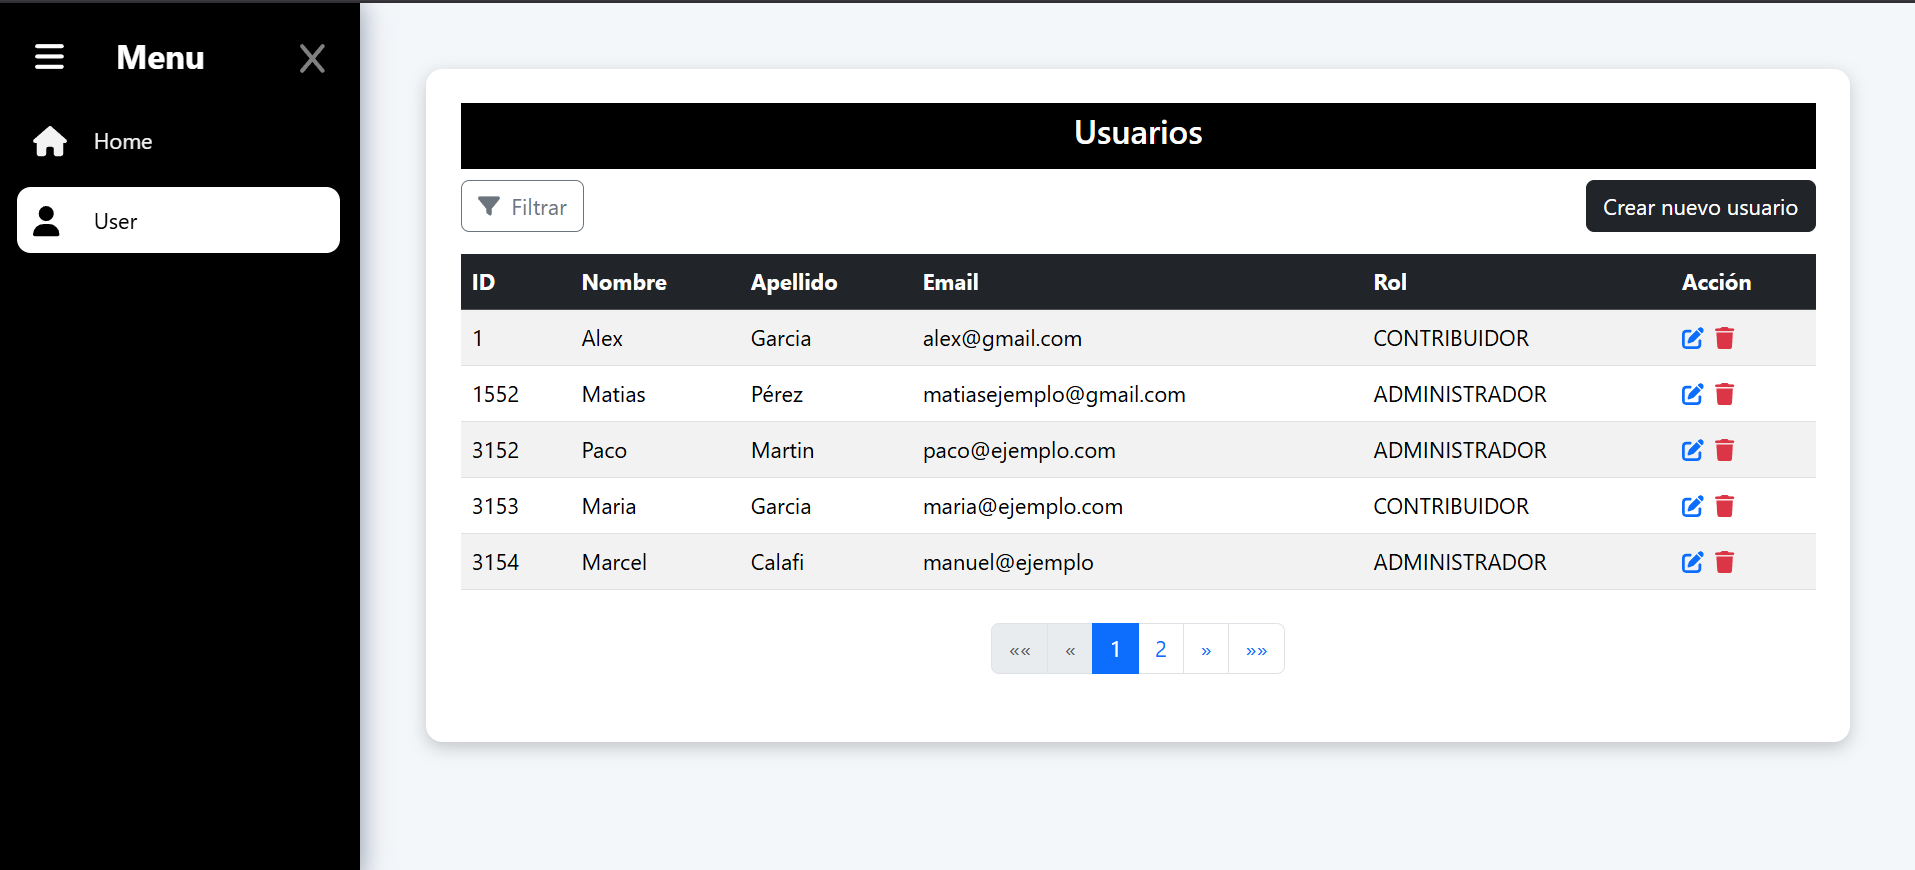 Menu
Home
User
Usuarios
Filtrar
Crear nuevo usuario
ID Nombre Apellido Email Rol Acción
1 Alex Garcia alex@gmail.com CONTRIBUIDOR
1552 Matias Pérez matiasejemplo@gmail.com ADMINISTRADOR
3152 Paco Martin paco@ejemplo.com ADMINISTRADOR
3153 Maria Garcia maria@ejemplo.com CONTRIBUIDOR
3154 Marcel Calafi manuel@ejemplo ADMINISTRADOR
«« « 1 2 » »»